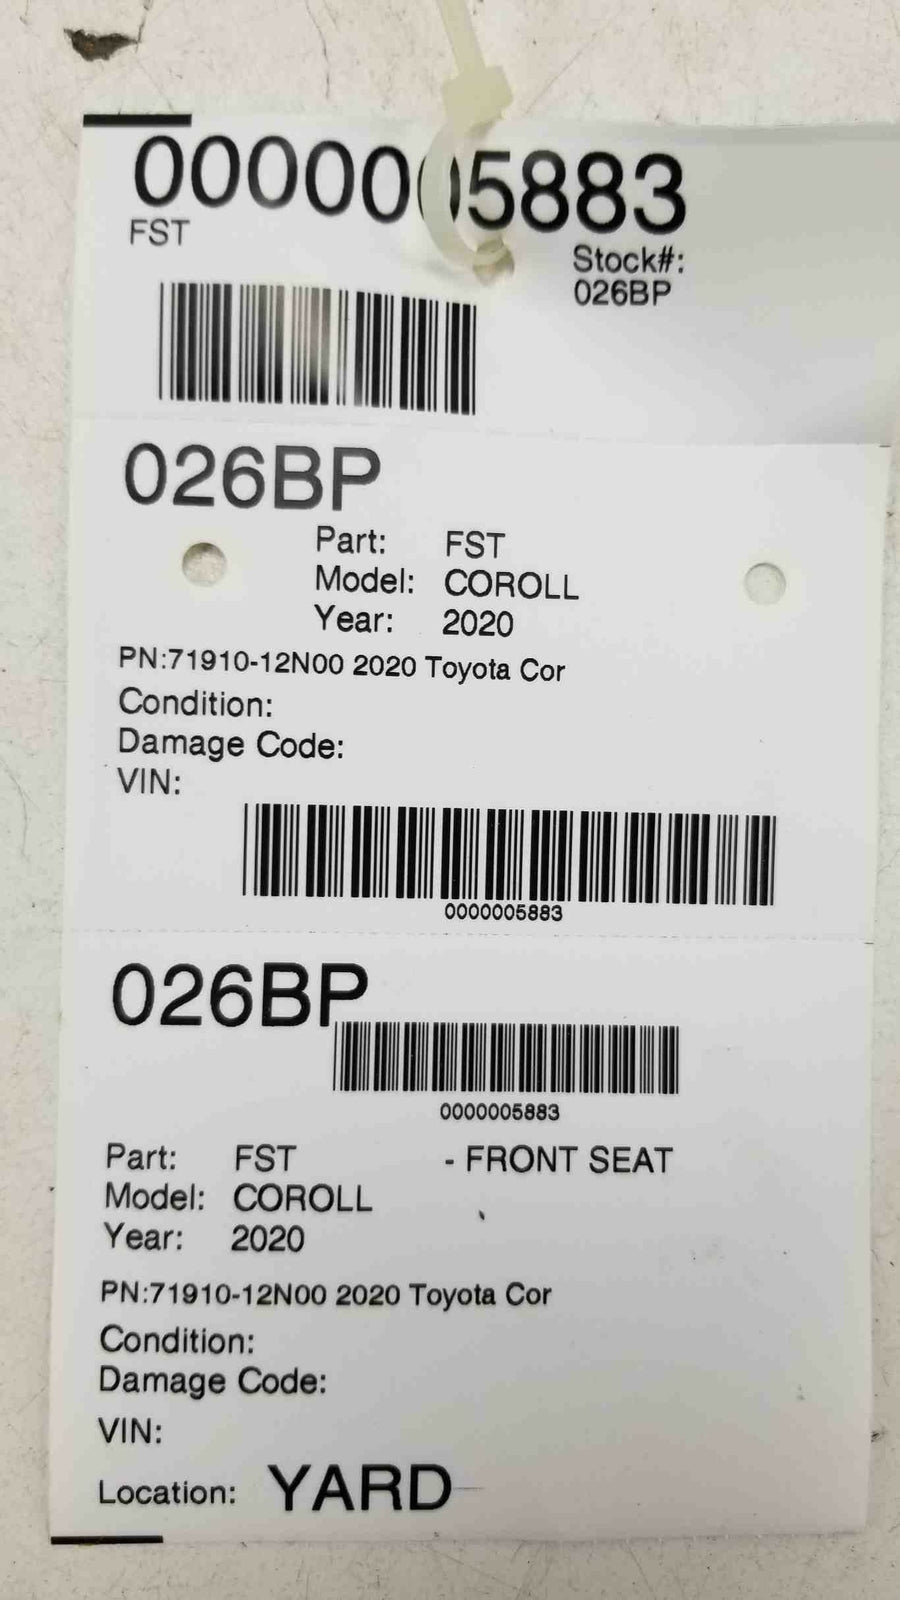 0000005883
FST
Stock#:
026BP
026BP
Part: FST
Model: COROLL
Year: 2020
PN:71910-12N00 2020 Toyota Cor
Condition:
Damage Code:
VIN:
0000005883
026BP
0000005883
Part: FST - FRONT SEAT
Model: COROLL
Year: 2020
PN:71910-12N00 2020 Toyota Cor
Condition:
Damage Code:
VIN:
Location: YARD